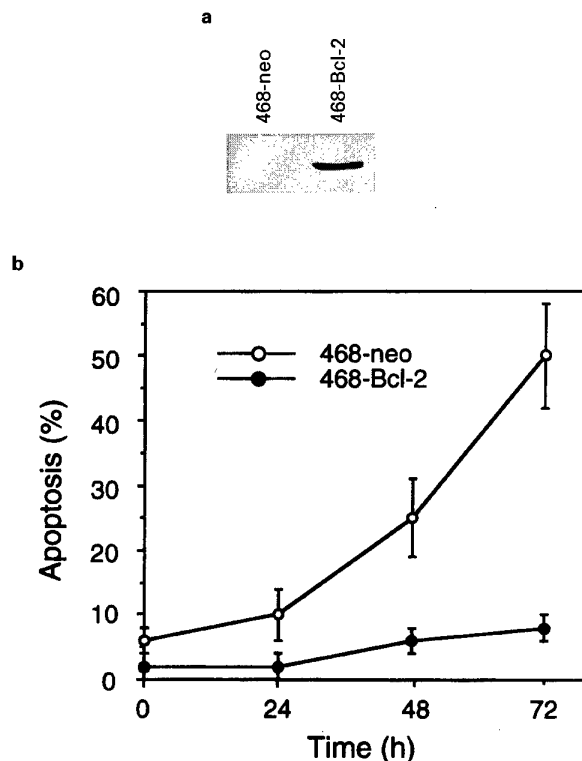 a
468-neo
468-Bcl-2
b
60
50
40
30
20
10
0
468-neo
468-Bcl-2
Apoptosis (%)
0 24 48 72
Time (h)